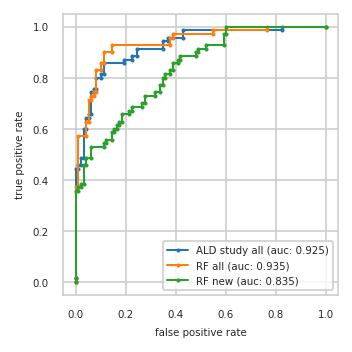 1.0
0.8
0.6
0.4
0.2
0.0
true positive rate
ALD study all (auc: 0.925)
RF all (auc: 0.935)
RF new (auc: 0.835)
0.0 0.2 0.4 0.6 0.8 1.0
false positive rate